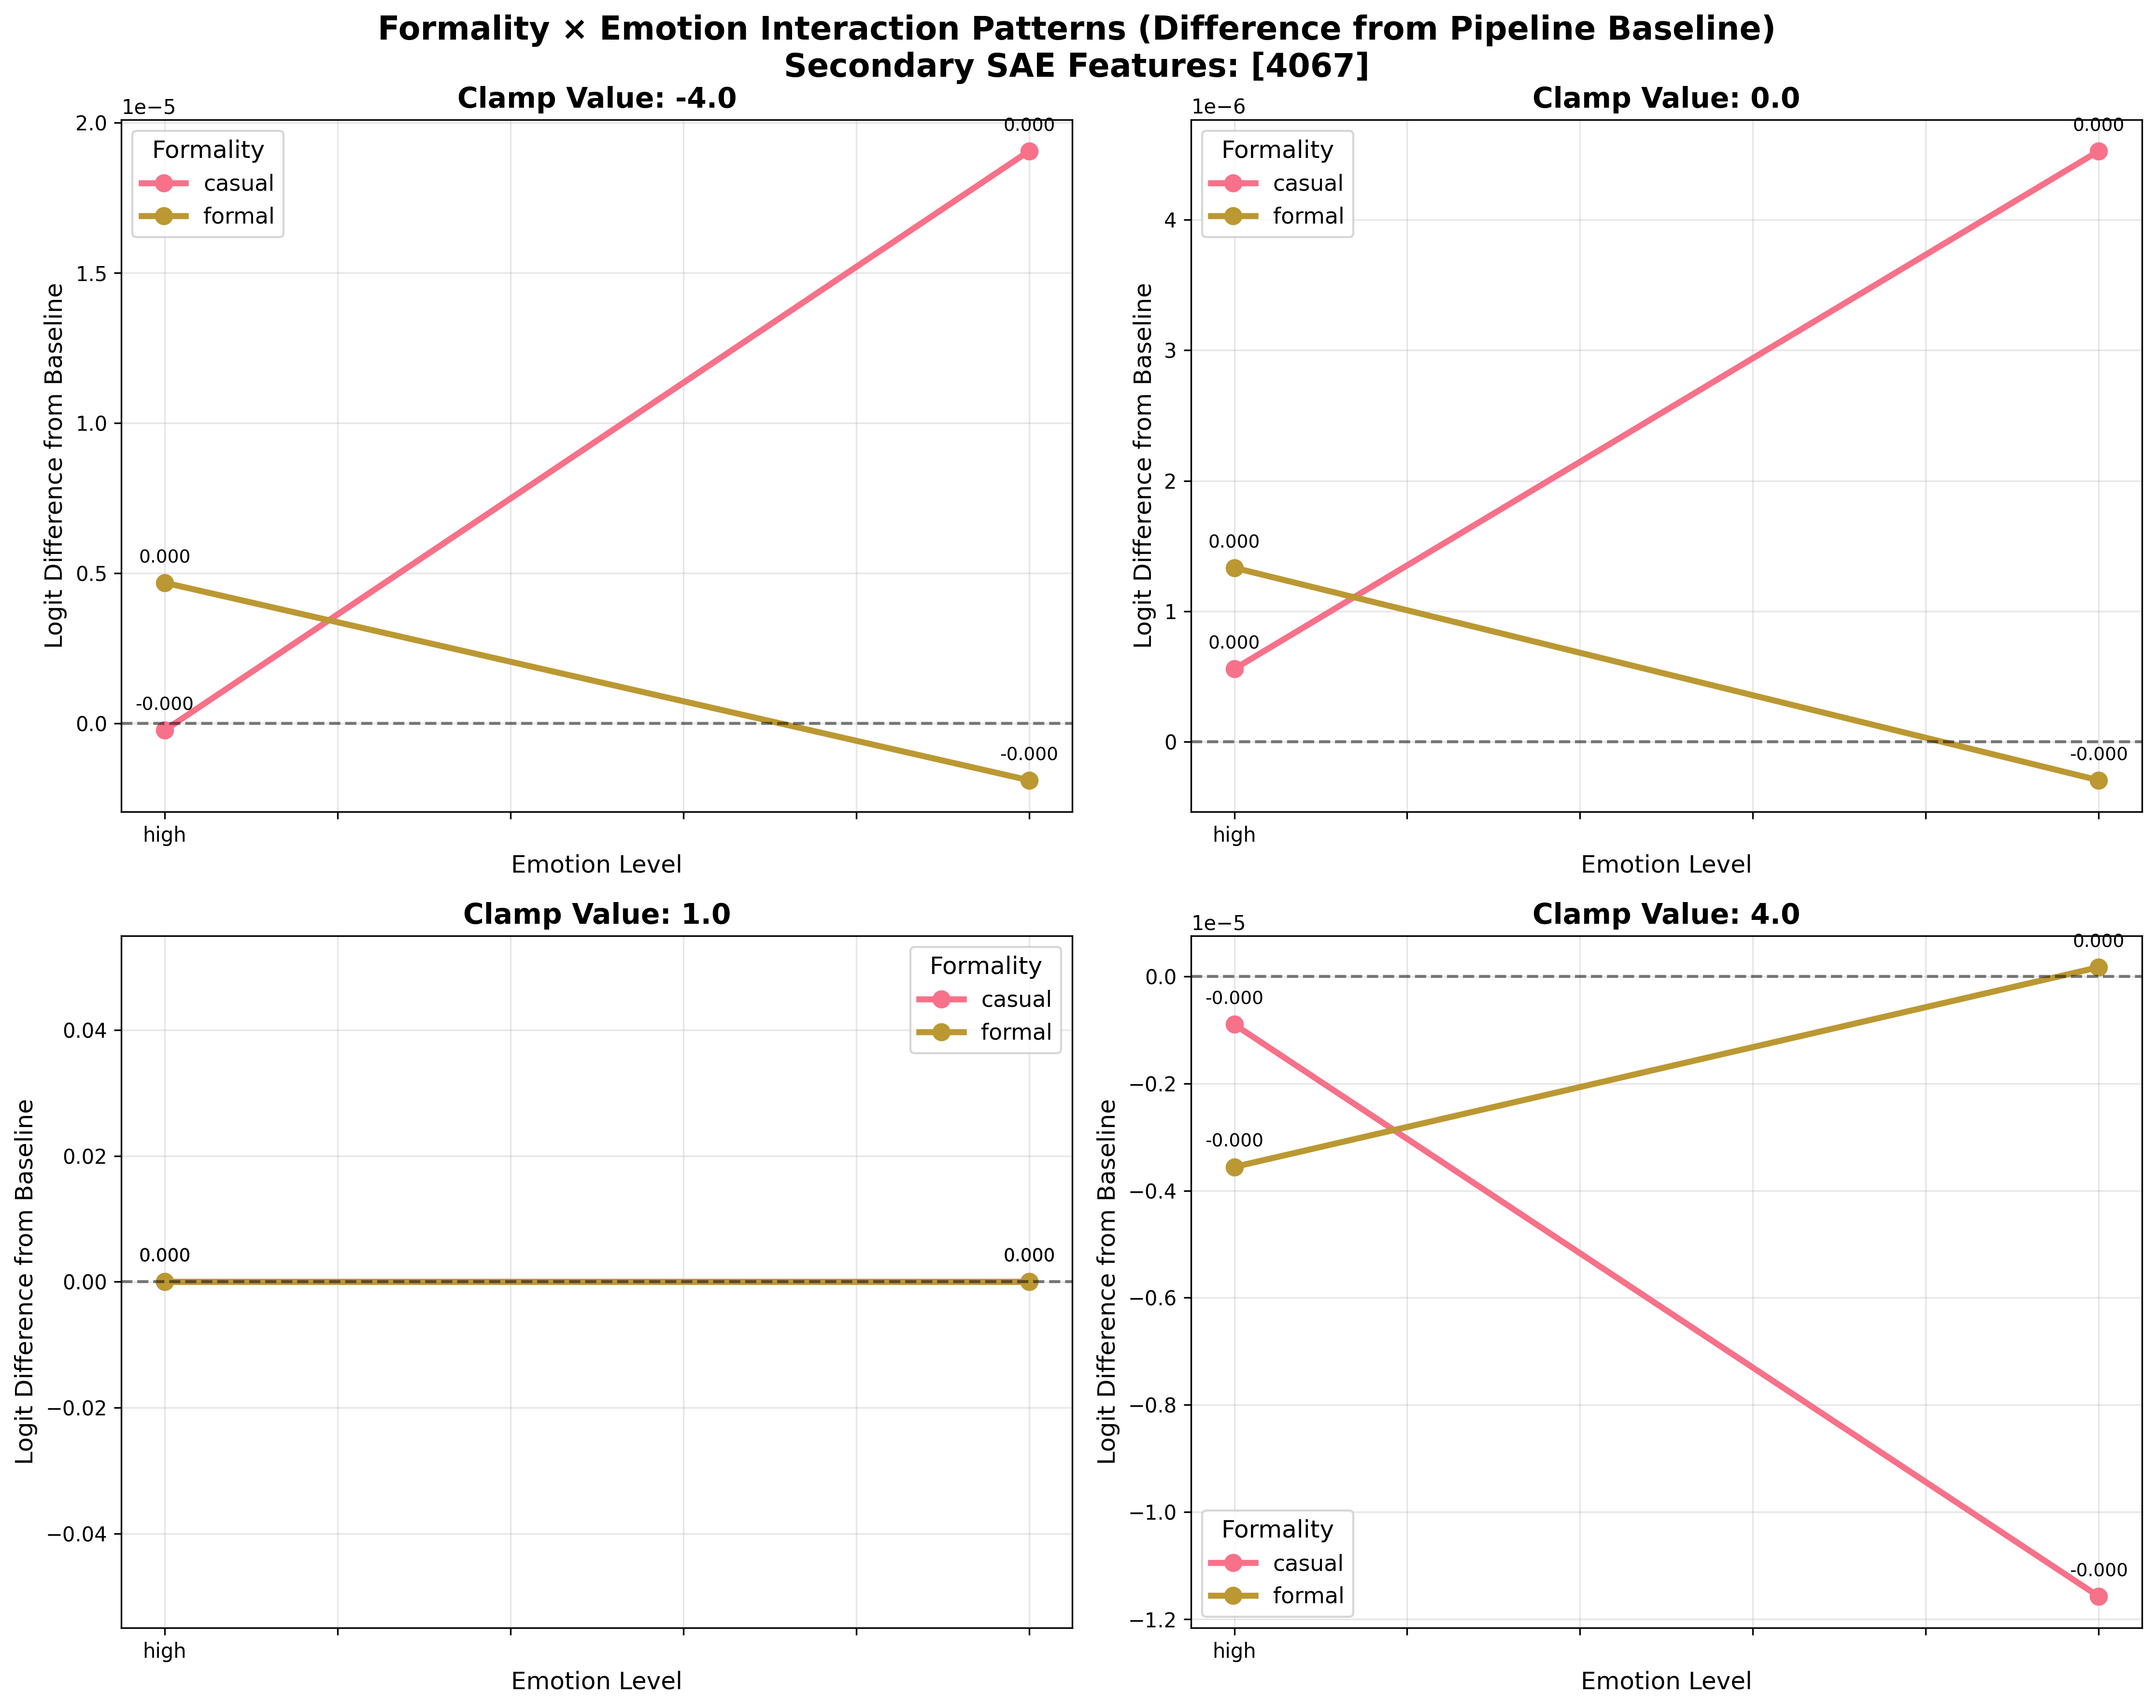 Formality × Emotion Interaction Patterns (Difference from Pipeline Baseline)
Secondary SAE Features: [4067]
Clamp Value: -4.0
1e−5
Logit Difference from Baseline
2.0
1.5
1.0
0.5
0.0
Formality
casual
formal
0.000
0.000
-0.000
-0.000
high
Emotion Level
Clamp Value: 0.0
1e−6
Logit Difference from Baseline
4
3
2
1
0
Formality
casual
formal
0.000
0.000
0.000
-0.000
high
Emotion Level
Clamp Value: 1.0
Logit Difference from Baseline
0.04
0.02
0.00
−0.02
−0.04
Formality
casual
formal
0.000
0.000
high
Emotion Level
Clamp Value: 4.0
1e−5
Logit Difference from Baseline
0.0
−0.2
−0.4
−0.6
−0.8
−1.0
−1.2
0.000
-0.000
-0.000
-0.000
Formality
casual
formal
high
Emotion Level